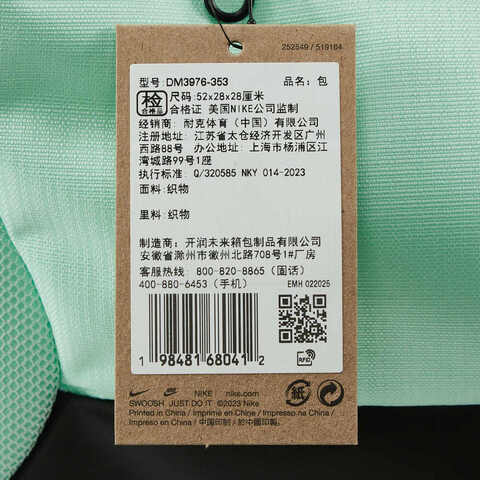 252549 / 519164
型号: DM3976-353 品名: 包
检 合格品
尺码: 52x28x28厘米
合格证 美国NIKE公司监制
经销商: 耐克体育（中国）有限公司
注册地址: 江苏省太仓经济开发区广州
西路88号 办公地址: 上海市杨浦区江
湾城路99号1座
执行标准: Q/320585 NKY 014-2023
面料: 织物
里料: 织物
制造商: 开润未来箱包制品有限公司
安徽省滁州市徽州北路708号1#厂房
客服热线: 800-820-8865（固话）
400-880-6453（手机） EMH 022025
1 98481 68041 2
RFID
NIKE nike.com
SWOOSH JUST DO IT ©2023 Nike
Printed in China / Imprimé en Chine /
Impreso en China / Impresso na China
中国印刷 / 於中國印製
紙